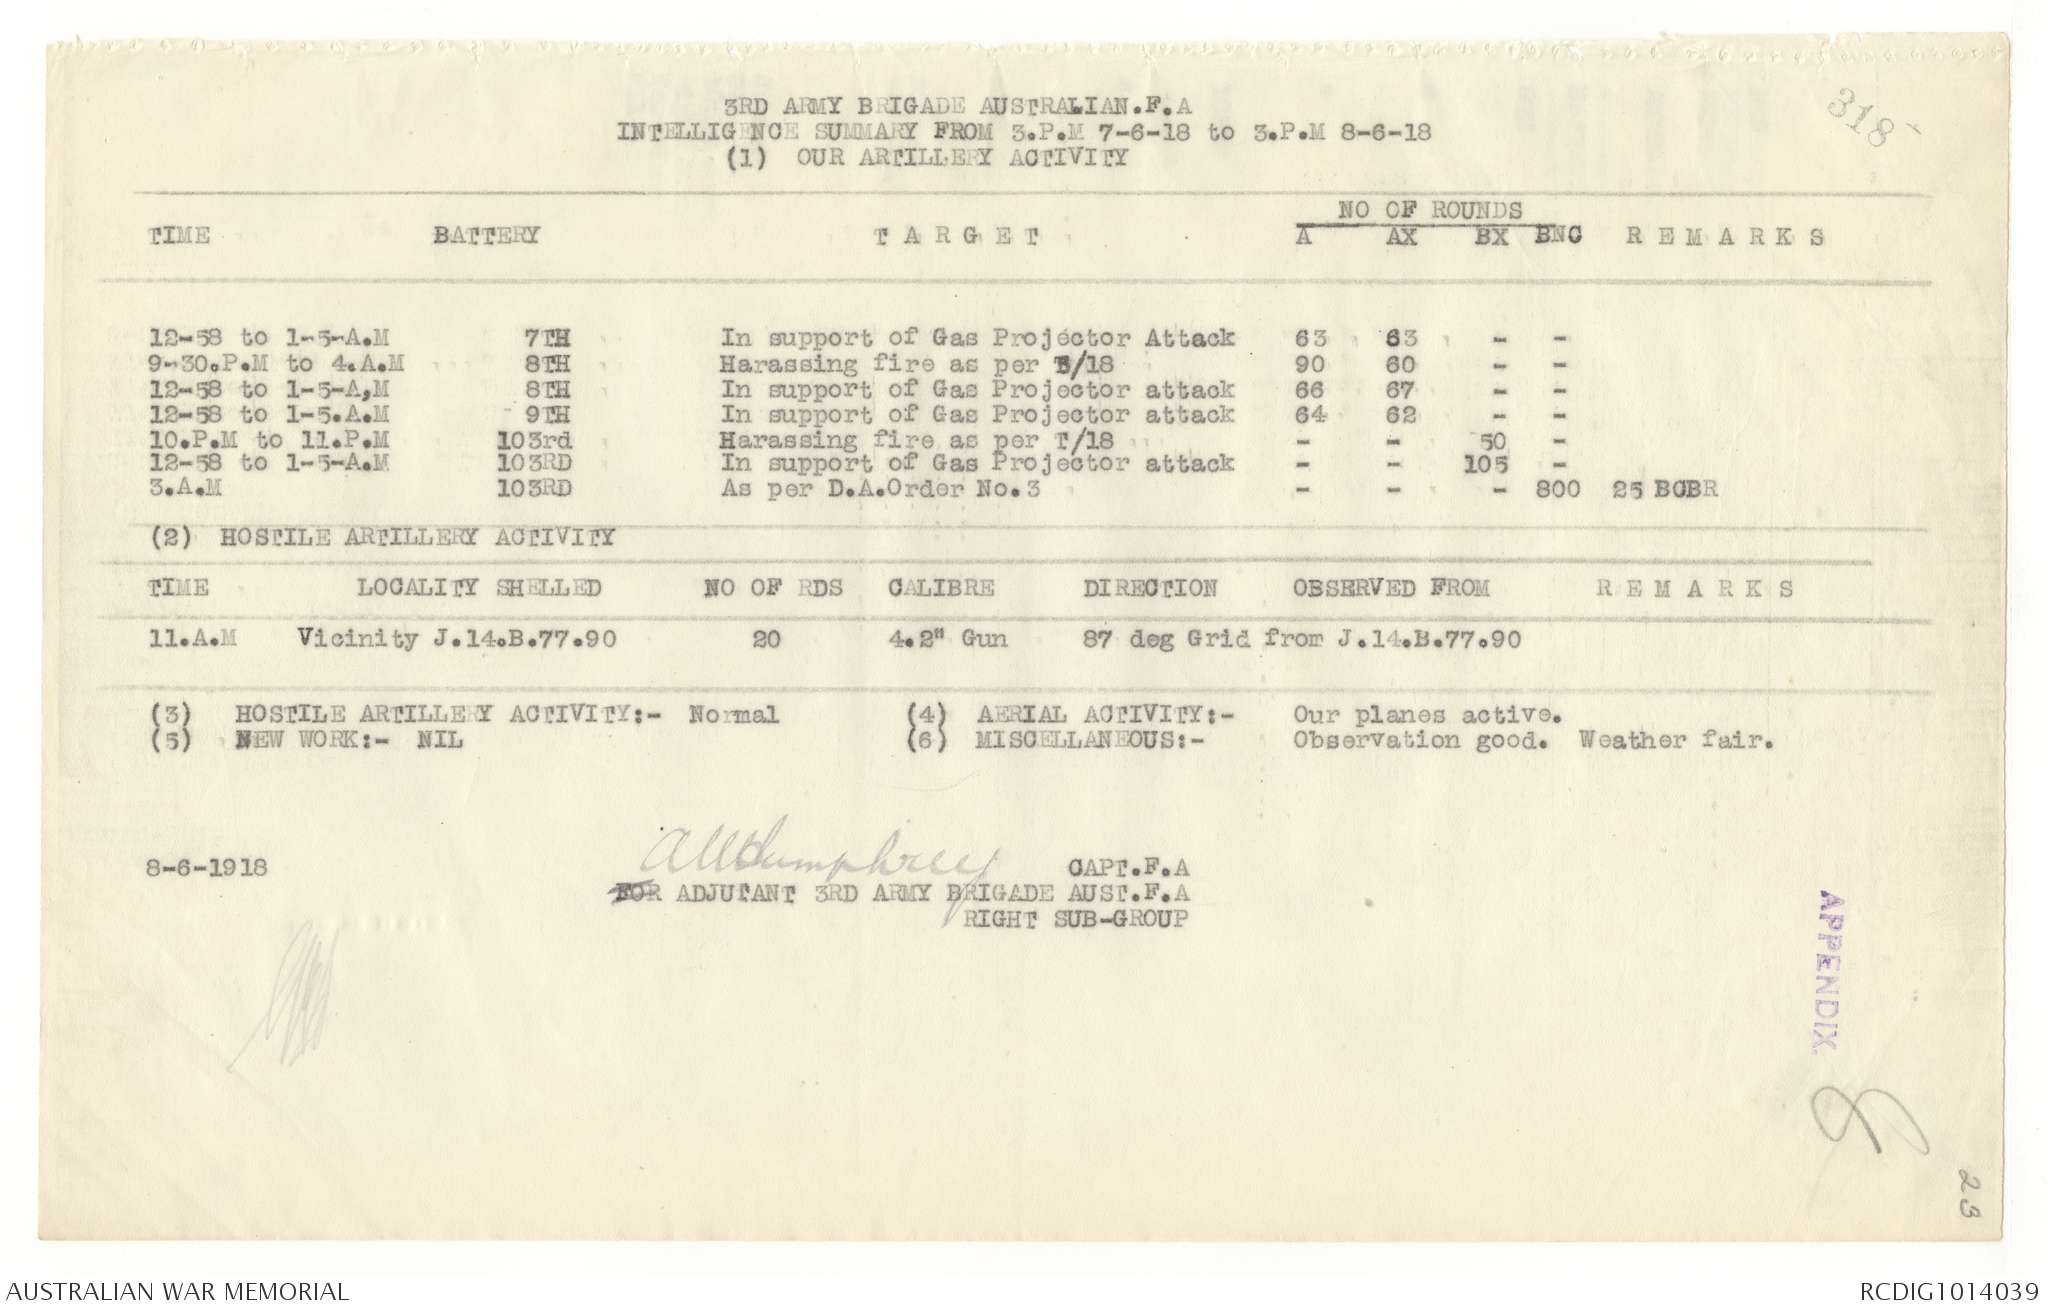 318
3RD ARMY BRIGADE AUSTRALIAN.F.A
INTELLIGENCE SUMMARY FROM 3.P.M 7-6-18 to 3.P.M 8-6-18
(1) OUR ARTILLERY ACTIVITY
NO OF ROUNDS
TIME BATTERY T A R G E T A AX BX BNC R E M A R K S
12-58 to 1-5-A.M 7TH In support of Gas Projector Attack 63 63 - -
9-30.P.M to 4.A.M 8TH Harassing fire as per /18 90 60 - -
12-58 to 1-5-A,M 8TH In support of Gas Projector attack 66 67 - -
12-58 to 1-5.A.M 9TH In support of Gas Projector attack 64 62 - -
10.P.M to 11.P.M 103rd Harassing fire as per T/18 - - 50 -
12-58 to 1-5-A.M 103RD In support of Gas Projector attack - - 105 -
3.A.M 103RD As per D.A.Order No.3 - - - 800 25 BCBR
(2) HOSTILE ARTILLERY ACTIVITY
TIME LOCALITY SHELLED NO OF RDS CALIBRE DIRECTION OBSERVED FROM R E M A R K S
11.A.M Vicinity J.14.B.77.90 20 4.2" Gun 87 deg Grid from J.14.B.77.90
(3) HOSTILE ARTILLERY ACTIVITY:- Normal (4) AERIAL ACTIVITY:- Our planes active.
(5) NEW WORK:- NIL (6) MISCELLANEOUS:- Observation good. Weather fair.
8-6-1918 Humphrey CAPT.F.A
FOR ADJUTANT 3RD ARMY BRIGADE AUST.F.A
RIGHT SUB-GROUP
APPENDIX.
23
AUSTRALIAN WAR MEMORIAL RCDIG1014039